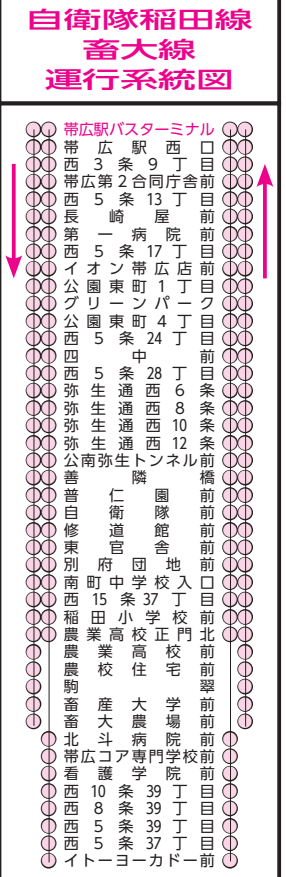 自衛隊稲田線
畜大線
運行系統図
帯広駅バスターミナル
帯広駅西口
西3条9丁目
帯広第2合同庁舎前
西5条13丁目
長崎屋前
第一病院前
西5条17丁目
イオン帯広店前
公園東町1丁目
グリーンパーク
公園東町4丁目
西5条24丁目
四中前
西5条28丁目
弥生通西6条
弥生通西8条
弥生通西10条
弥生通西12条
公南弥生トンネル前
善隣橋
普仁園前
自衛隊前
修道館前
東官舎前
別府団地前
南町中学校入口
西15条37丁目
稲田小学校前
農業高校正門北
農業高校前
農校住宅前
駒翠
畜産大学前
畜大農場前
北斗病院前
帯広コア専門学校前
看護学院前
西10条39丁目
西8条39丁目
西5条39丁目
西5条37丁目
イトーヨーカドー前